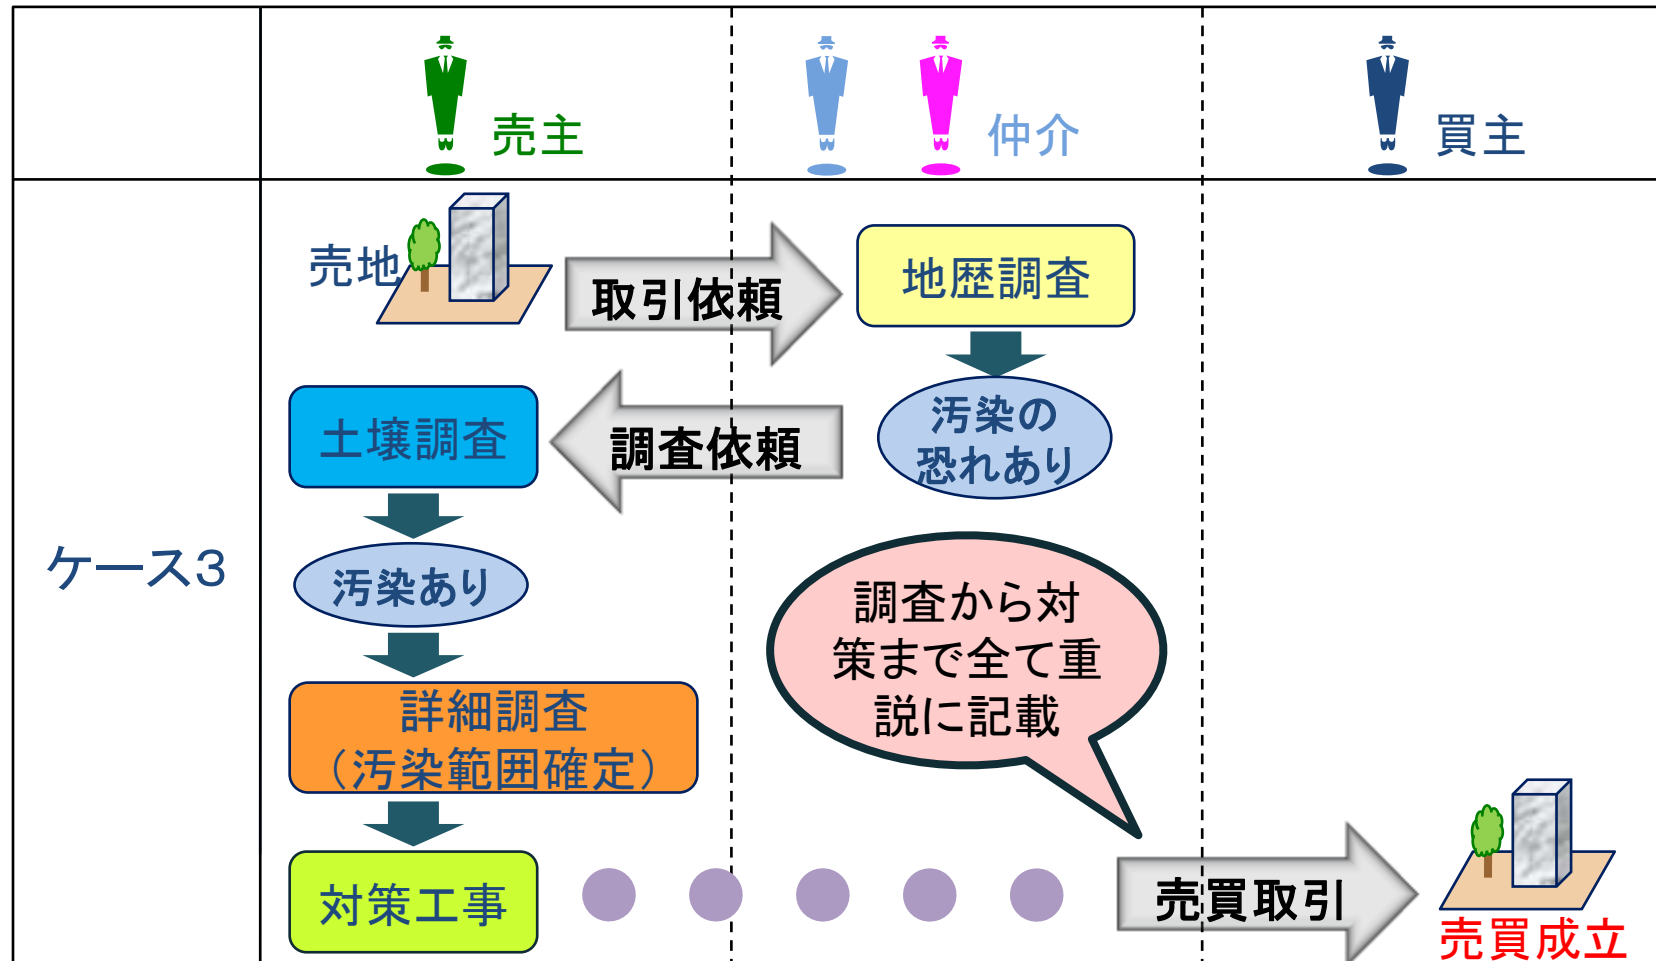 売主
仲介
買主
ケース3
売地
取引依頼
地歴調査
汚染の
恐れあり
調査依頼
土壌調査
汚染あり
詳細調査
（汚染範囲確定）
対策工事
調査から対
策まで全て重
説に記載
売買取引
売買成立